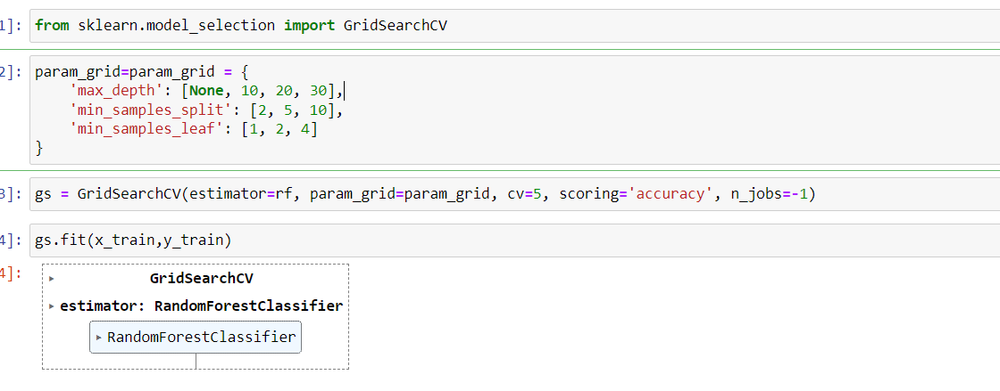 1]: from sklearn.model_selection import GridSearchCV
2]: param_grid=param_grid = {
    'max_depth': [None, 10, 20, 30],
    'min_samples_split': [2, 5, 10],
    'min_samples_leaf': [1, 2, 4]
}
3]: gs = GridSearchCV(estimator=rf, param_grid=param_grid, cv=5, scoring='accuracy', n_jobs=-1)
4]: gs.fit(x_train,y_train)
4]: GridSearchCV
estimator: RandomForestClassifier
RandomForestClassifier